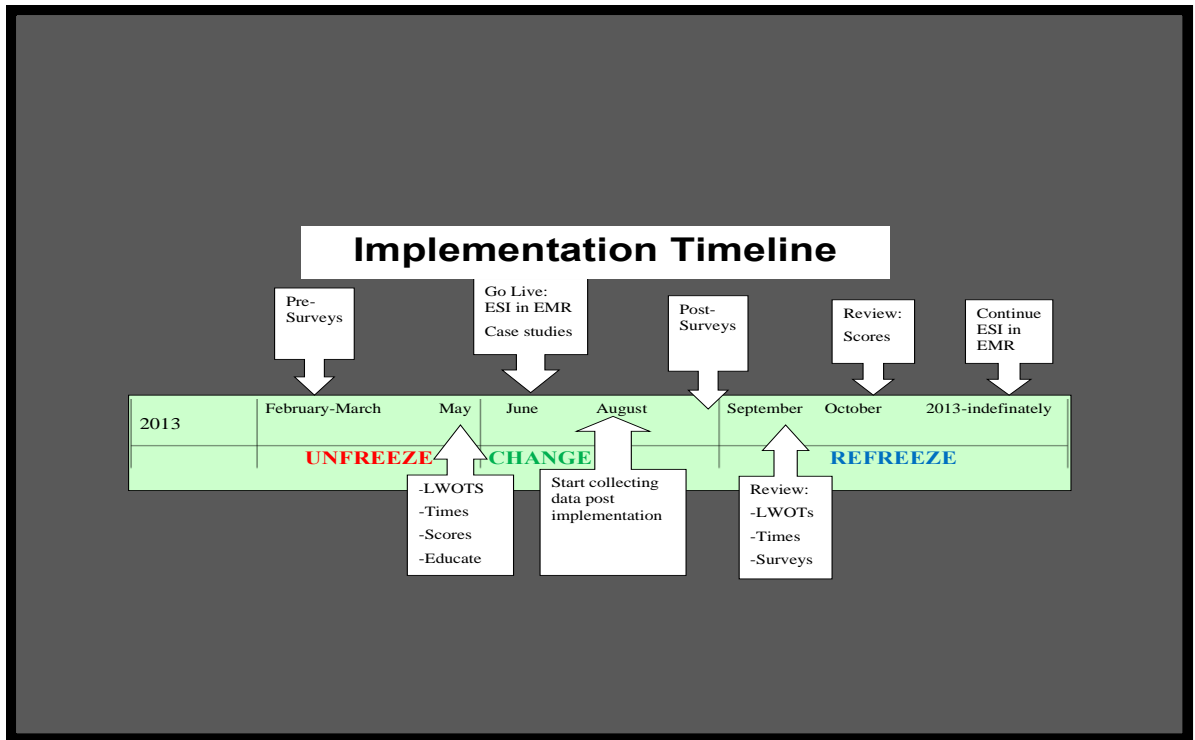 Implementation Timeline
Pre-
Surveys
Go Live:
ESI in EMR
Case studies
Post-
Surveys
Review:
Scores
Continue
ESI in
EMR
2013
February-March
May
June
August
September
October
2013-indefinately
UNFREEZE
CHANGE
REFREEZE
-LWOTS
-Times
-Scores
-Educate
Start collecting
data post
implementation
Review:
-LWOTs
-Times
-Surveys